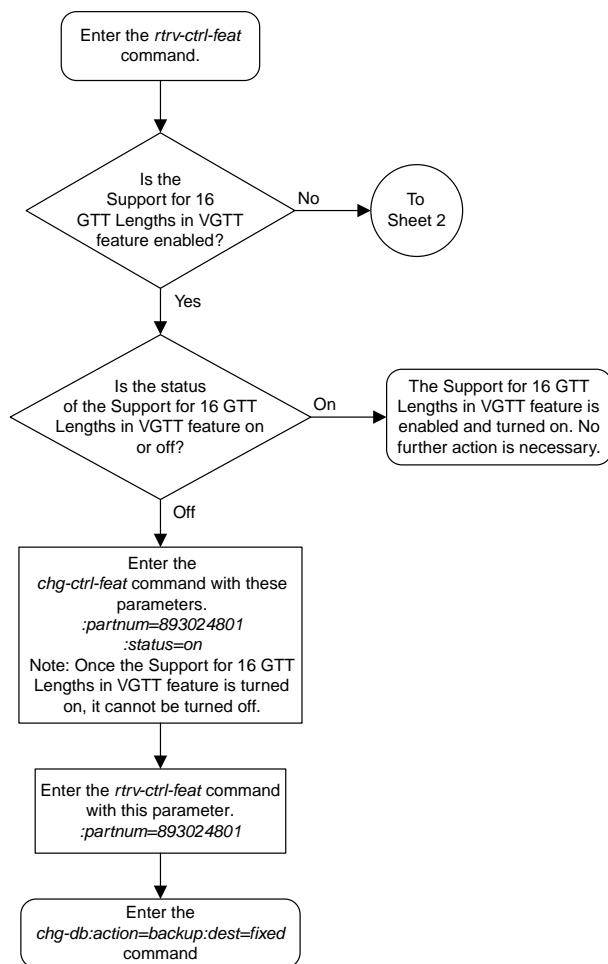 Enter the rtrv-ctrl-feat
command.
Is the
Support for 16
GTT Lengths in VGTT
feature enabled?
No
To
Sheet 2
Yes
Is the status
of the Support for 16 GTT
Lengths in VGTT feature on
or off?
On
The Support for 16 GTT
Lengths in VGTT feature is
enabled and turned on. No
further action is necessary.
Off
Enter the
chg-ctrl-feat command with these
parameters.
:partnum=893024801
:status=on
Note: Once the Support for 16 GTT
Lengths in VGTT feature is turned
on, it cannot be turned off.
Enter the rtrv-ctrl-feat command
with this parameter.
:partnum=893024801
Enter the
chg-db:action=backup:dest=fixed
command